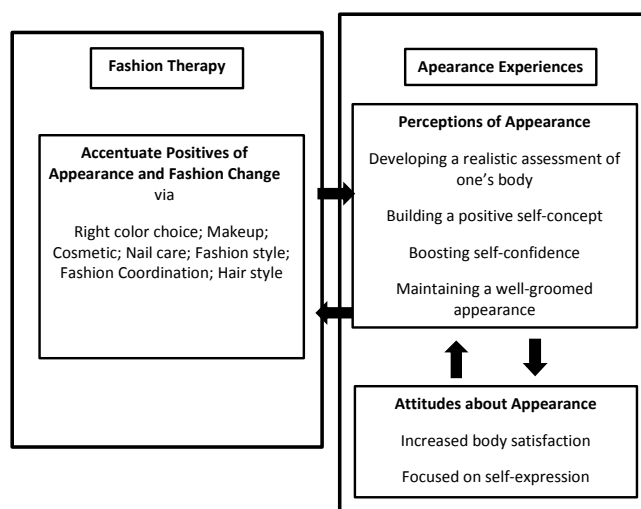 Fashion Therapy
Accentuate Positives of
Appearance and Fashion Change
via
Right color choice; Makeup;
Cosmetic; Nail care; Fashion style;
Fashion Coordination; Hair style
Apearance Experiences
Perceptions of Appearance
Developing a realistic assessment of
one's body
Building a positive self-concept
Boosting self-confidence
Maintaining a well-groomed
appearance
Attitudes about Appearance
Increased body satisfaction
Focused on self-expression